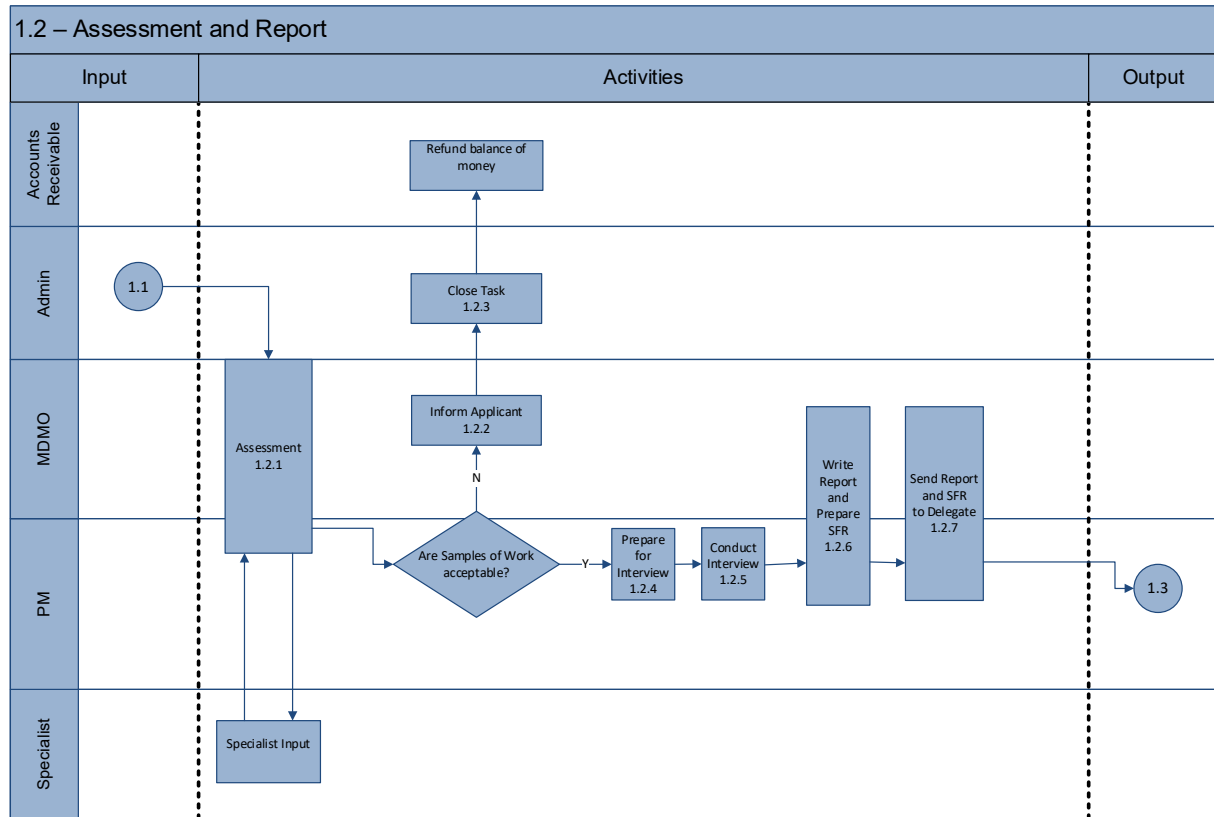 1.2 – Assessment and Report
Input
Activities
Output
Accounts
Receivable
Refund balance of
money
Admin
1.1
Close Task
1.2.3
MDMO
Assessment
1.2.1
Inform Applicant
1.2.2
N
Write
Report
and
Prepare
SFR
1.2.6
Send Report
and SFR
to Delegate
1.2.7
PM
Are Samples of Work
acceptable?
Y
Prepare
for
Interview
1.2.4
Conduct
Interview
1.2.5
1.3
Specialist
Specialist Input